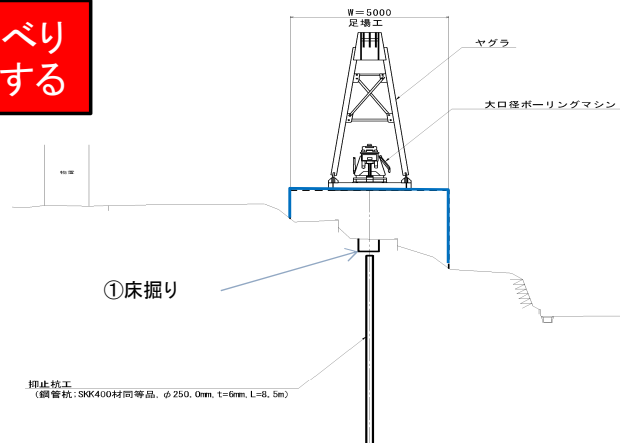 べり
する
W=5000
足場工
ヤグラ
大口径ボーリングマシン
①床掘り
抑止杭工
(鋼管杭:SKK400材同等品, φ250.0mm, t=6mm, L=8.5m)